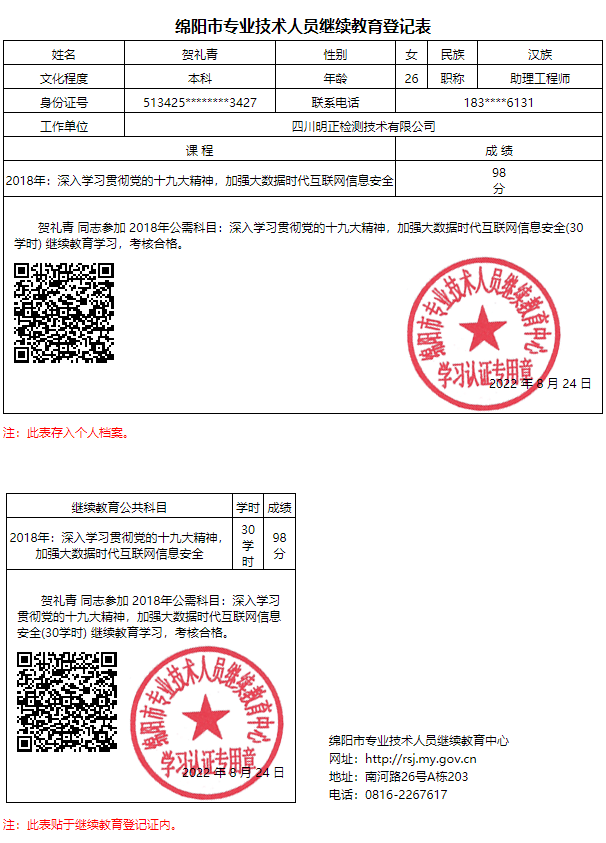 绵阳市专业技术人员继续教育登记表
姓名 贺礼青 性别 女 民族 汉族
文化程度 本科 年龄 26 职称 助理工程师
身份证号 513425********3427 联系电话 183****6131
工作单位 四川明正检测技术有限公司
课 程 成 绩
2018年：深入学习贯彻党的十九大精神，加强大数据时代互联网信息安全 98
分
贺礼青 同志参加 2018年公需科目：深入学习贯彻党的十九大精神，加强大数据时代互联网信息安全(30
学时) 继续教育学习，考核合格。
绵阳市专业技术人员继续教育中心
学习认证专用章
2022 年 8 月 24 日
注：此表存入个人档案。
继续教育公共科目 学时 成绩
2018年：深入学习贯彻党的十九大精神，
加强大数据时代互联网信息安全
30
学
时
98
分
贺礼青 同志参加 2018年公需科目：深入学习
贯彻党的十九大精神，加强大数据时代互联网信息
安全(30学时) 继续教育学习，考核合格。
绵阳市专业技术人员继续教育中心
学习认证专用章
2022 年 8 月 24 日
绵阳市专业技术人员继续教育中心
网址：http://rsj.my.gov.cn
地址：南河路26号A栋203
电话：0816-2267617
注：此表贴于继续教育登记证内。